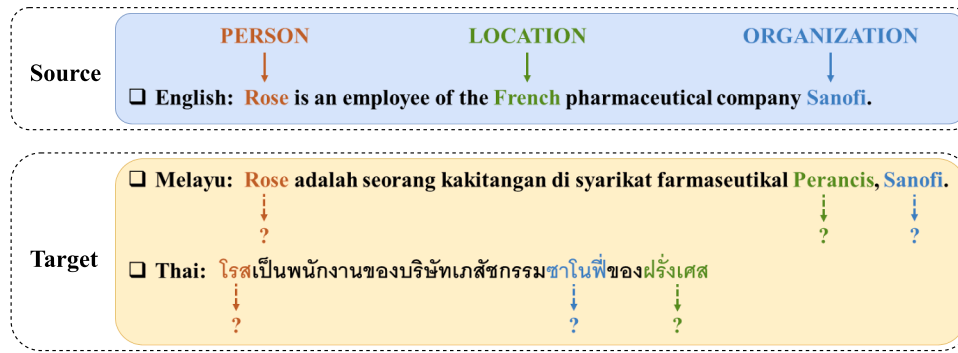 PERSON LOCATION ORGANIZATION
Source
❑ English: Rose is an employee of the French pharmaceutical company Sanofi.
Target
❑ Melayu: Rose adalah seorang kakitangan di syarikat farmaseutikal Perancis, Sanofi.
? ? ?
❑ Thai: โรสเป็นพนักงานของบริษัทเภสัชกรรมซาโนฟี่ของฝรั่งเศส
? ? ?